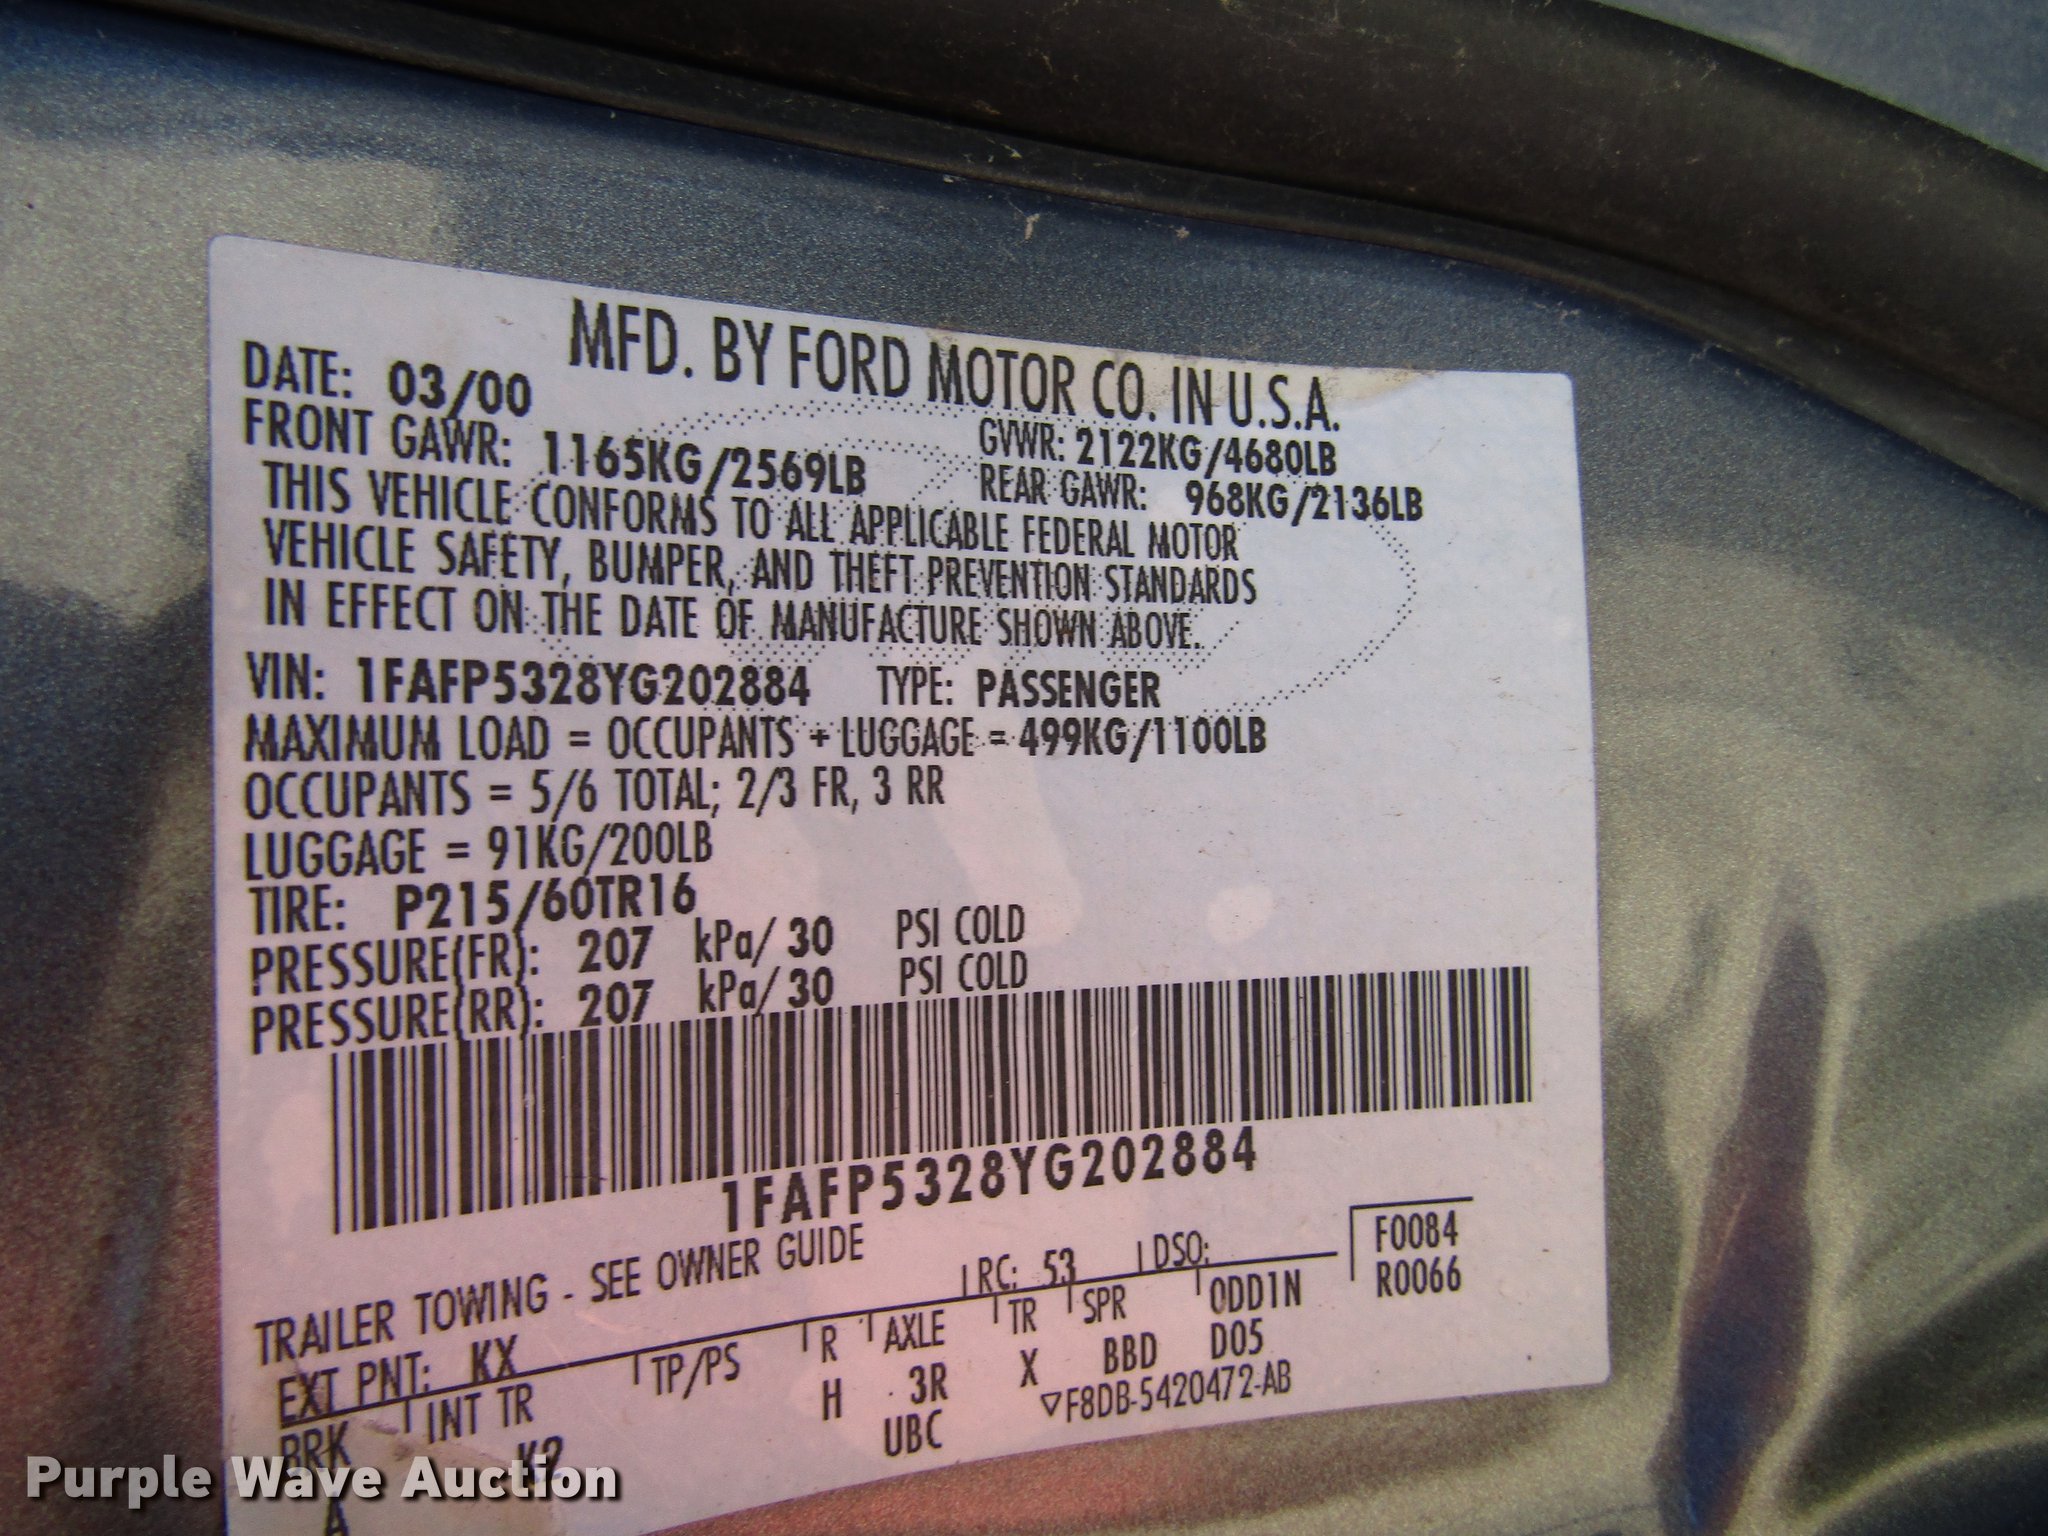 MFD. BY FORD MOTOR CO. IN U.S.A.
DATE: 03/00 GVWR: 2122KG/4680LB
FRONT GAWR: 1165KG/2569LB REAR GAWR: 968KG/2136LB
THIS VEHICLE CONFORMS TO ALL APPLICABLE FEDERAL MOTOR
VEHICLE SAFETY, BUMPER, AND THEFT PREVENTION STANDARDS
IN EFFECT ON THE DATE OF MANUFACTURE SHOWN ABOVE.
VIN: 1FAFP5328YG202884 TYPE: PASSENGER
MAXIMUM LOAD = OCCUPANTS + LUGGAGE = 499KG/1100LB
OCCUPANTS = 5/6 TOTAL; 2/3 FR, 3 RR
LUGGAGE = 91KG/200LB
TIRE: P215/60TR16
PRESSURE(FR): 207 kPa/ 30 PSI COLD
PRESSURE(RR): 207 kPa/ 30 PSI COLD
1FAFP5328YG202884
TRAILER TOWING - SEE OWNER GUIDE
F0084
R0066
EXT PNT: KX RC: 53 DSO:
BRK INT TR TP/PS R AXLE TR SPR ODD1N
A K2 H 3R X BBD D05
UBC
▽F8DB-5420472-AB
Purple Wave Auction